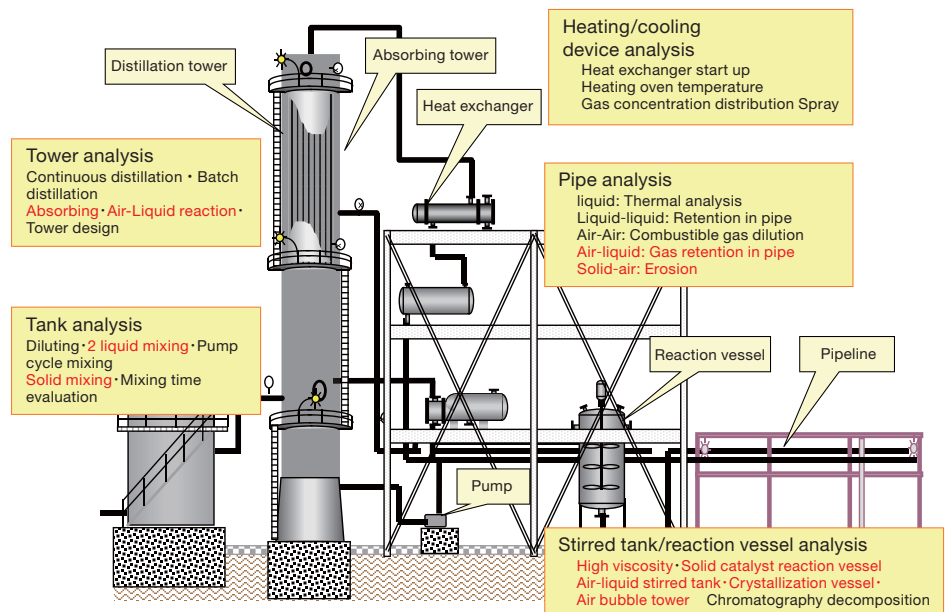 Distillation tower
Absorbing tower
Heat exchanger
Heating/cooling
device analysis
Heat exchanger start up
Heating oven temperature
Gas concentration distribution Spray
Tower analysis
Continuous distillation・Batch
distillation
Absorbing・Air-Liquid reaction・
Tower design
Pipe analysis
liquid: Thermal analysis
Liquid-liquid: Retention in pipe
Air-Air: Combustible gas dilution
Air-liquid: Gas retention in pipe
Solid-air: Erosion
Tank analysis
Diluting・2 liquid mixing・Pump
cycle mixing
Solid mixing・Mixing time
evaluation
Reaction vessel
Pipeline
Pump
Stirred tank/reaction vessel analysis
High viscosity・Solid catalyst reaction vessel
Air-liquid stirred tank・Crystallization vessel・
Air bubble tower Chromatography decomposition